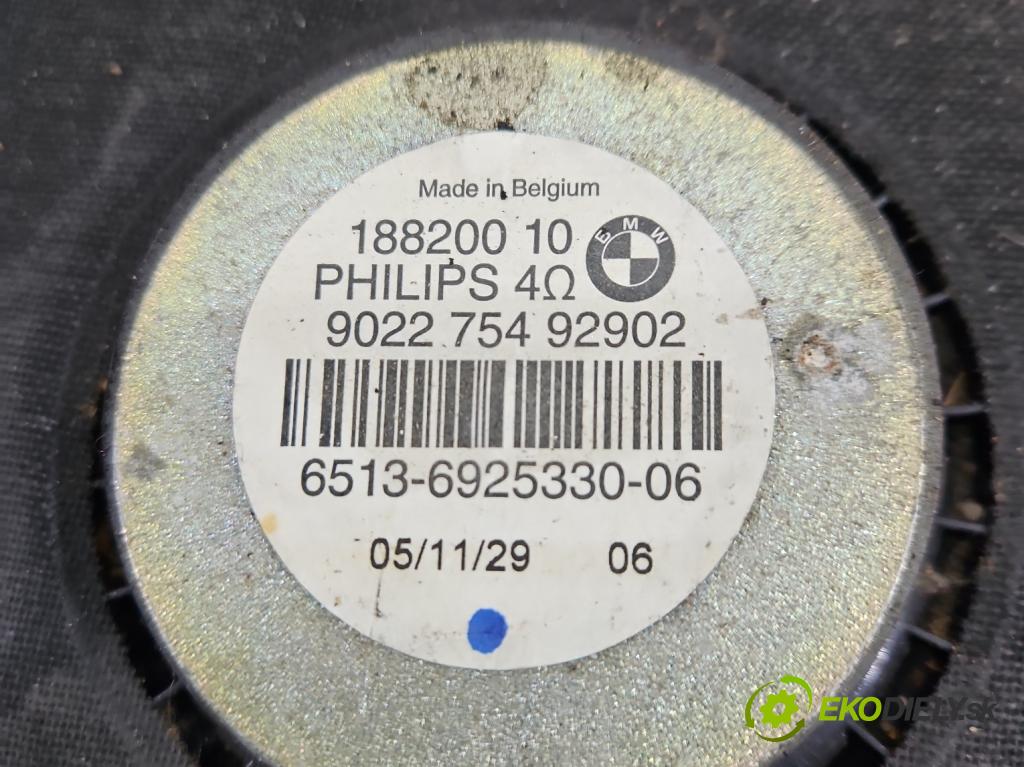 Made in Belgium
188200 10
BMW
PHILIPS 4Ω
9022 754 92902
6513-6925330-06
05/11/29 06
EKODIELY.SK